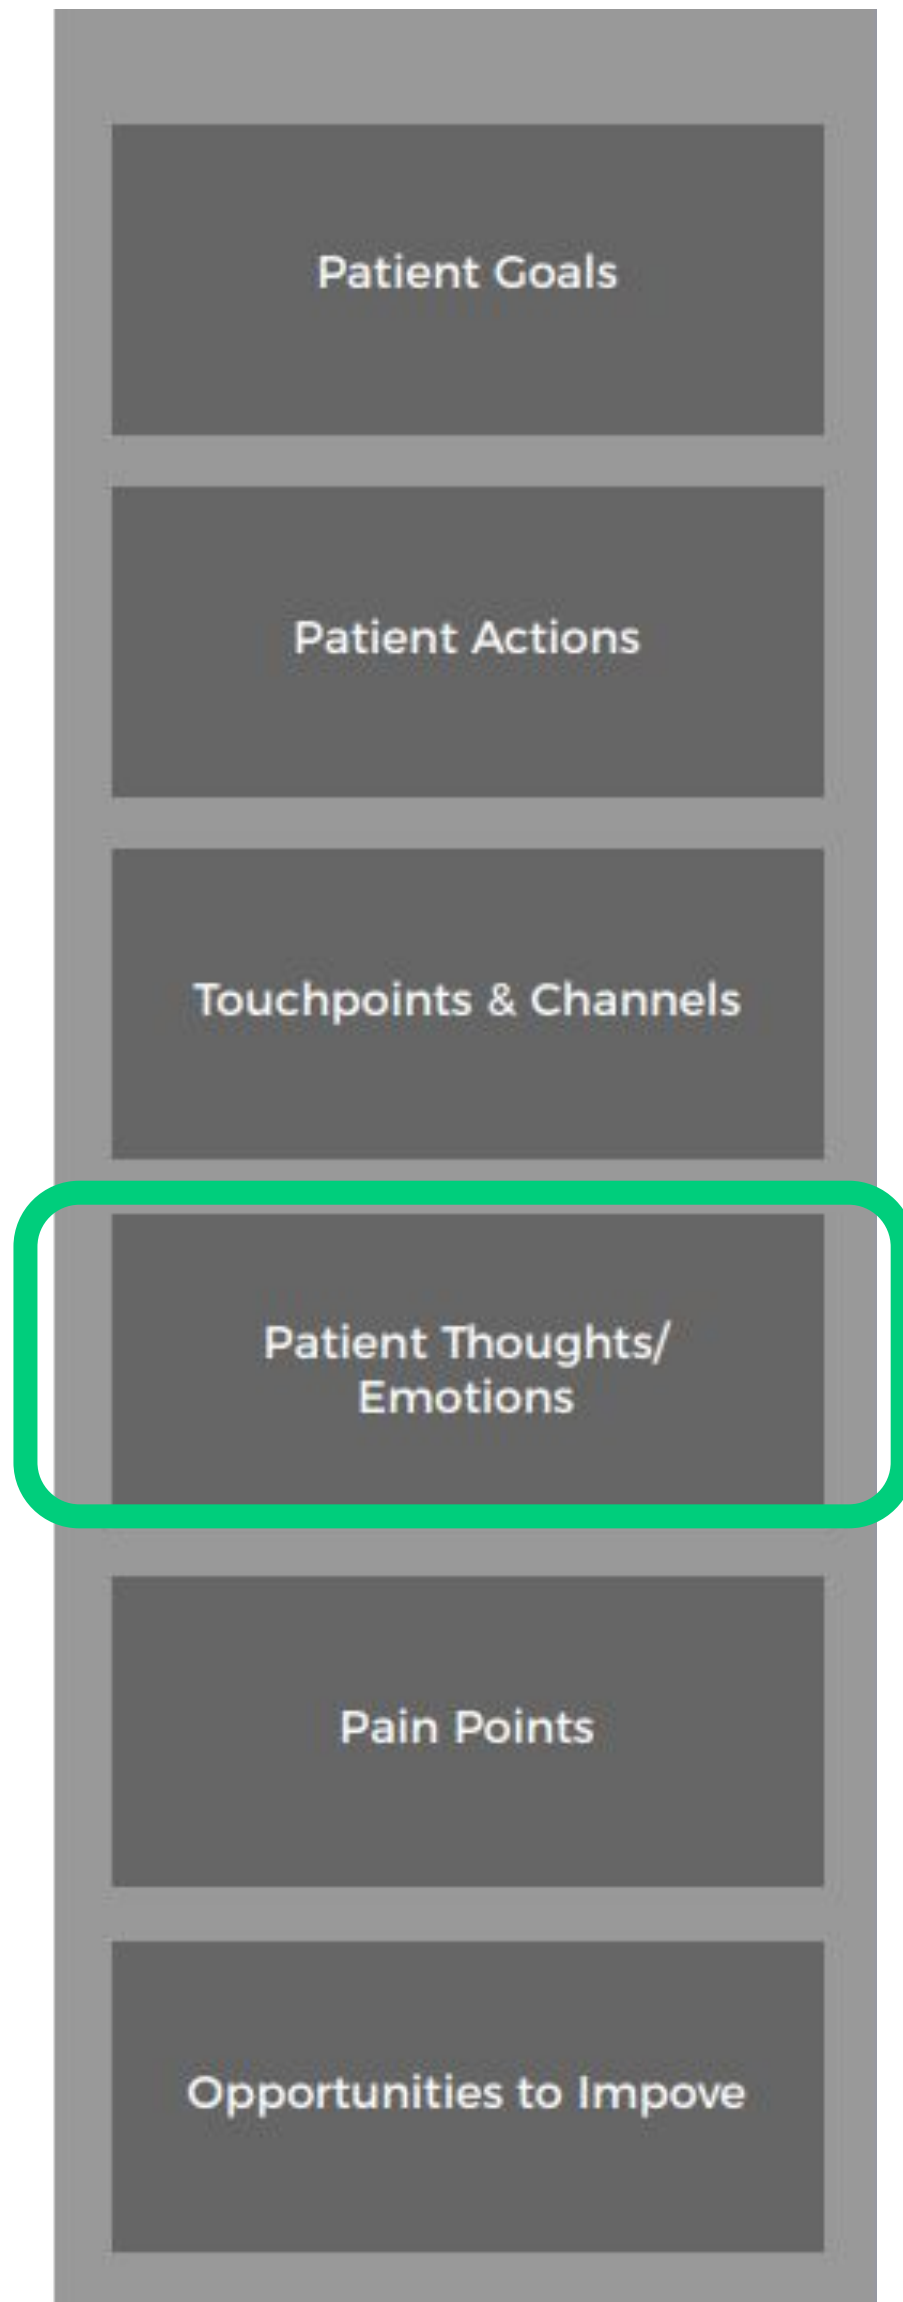 Patient Goals
Patient Actions
Touchpoints & Channels
Patient Thoughts/
Emotions
Pain Points
Opportunities to Impove